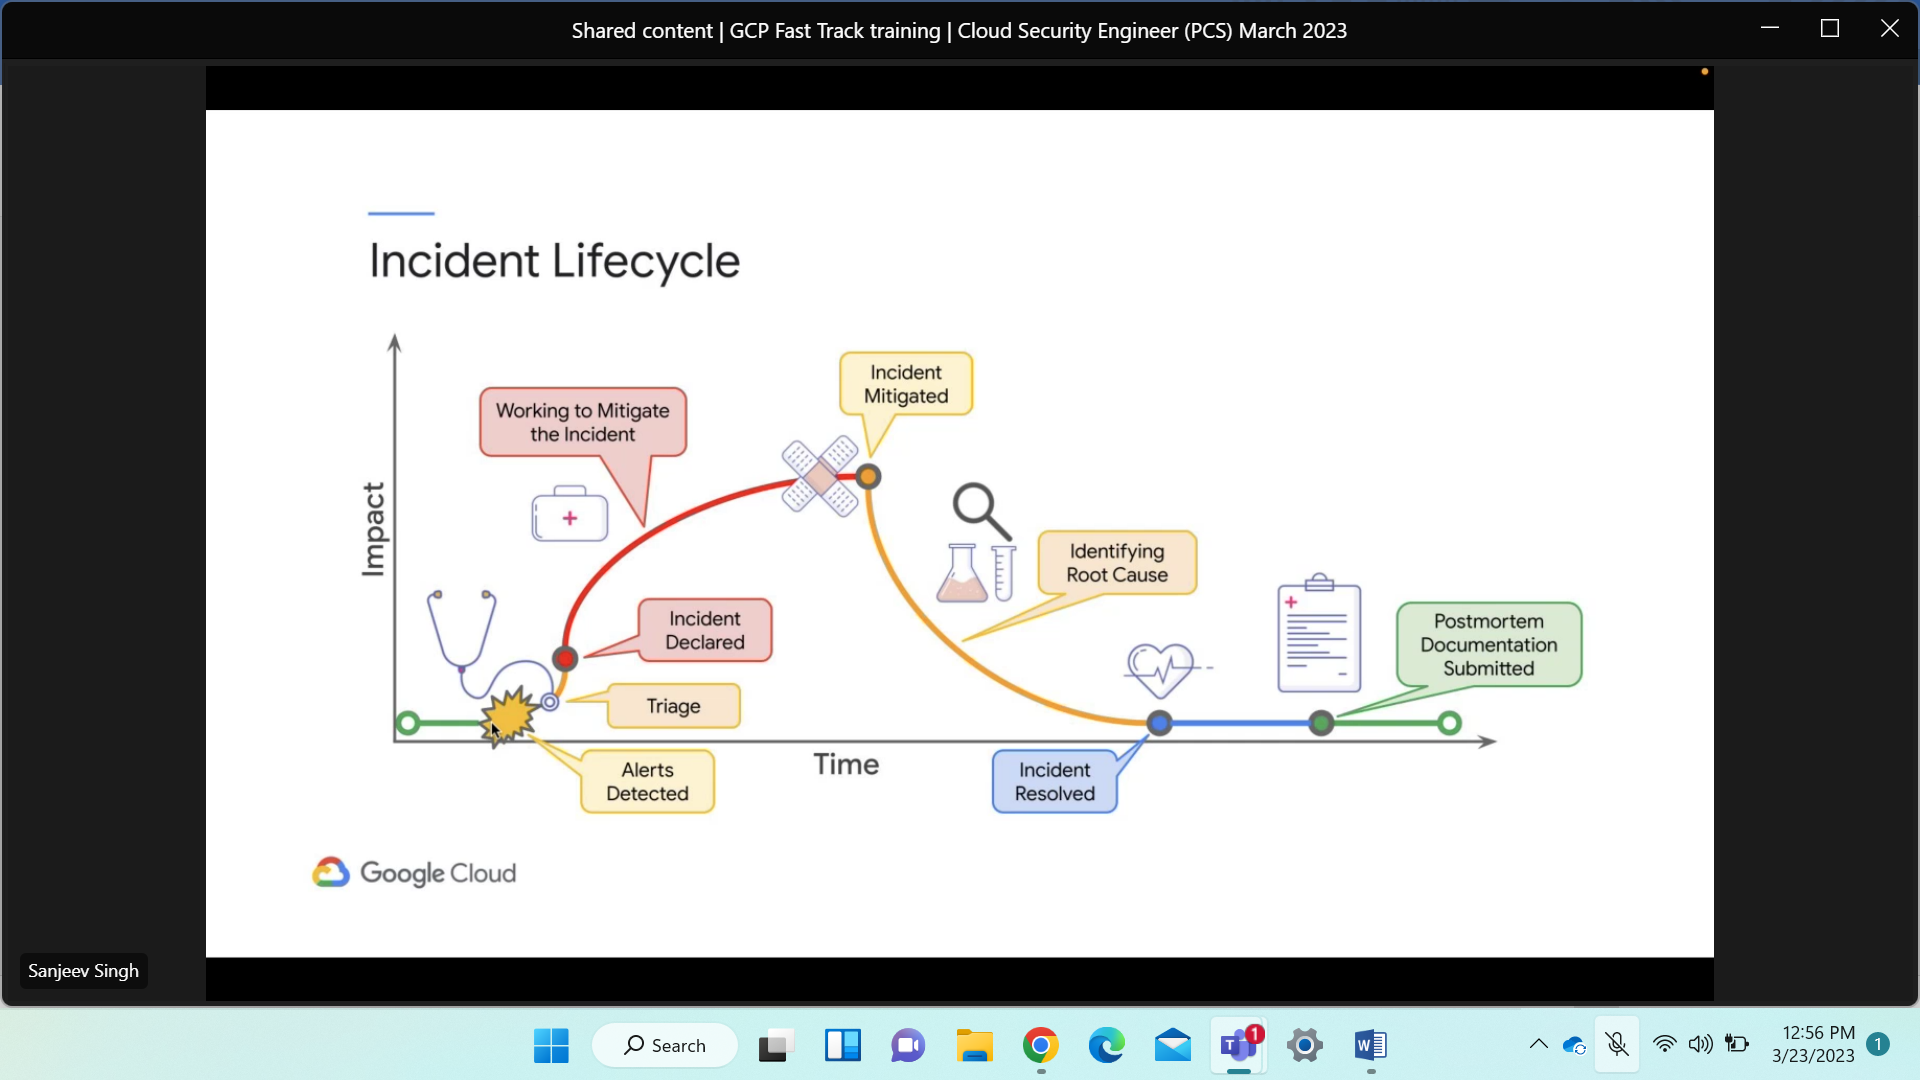 Shared content | GCP Fast Track training | Cloud Security Engineer (PCS) March 2023
Incident Lifecycle
Incident
Mitigated
Working to Mitigate
the Incident
Impact
Identifying
Root Cause
Incident
Declared
Postmortem
Documentation
Submitted
Triage
Time
Alerts
Detected
Incident
Resolved
Google Cloud
Sanjeev Singh
Search
1
12:56 PM
3/23/2023
1